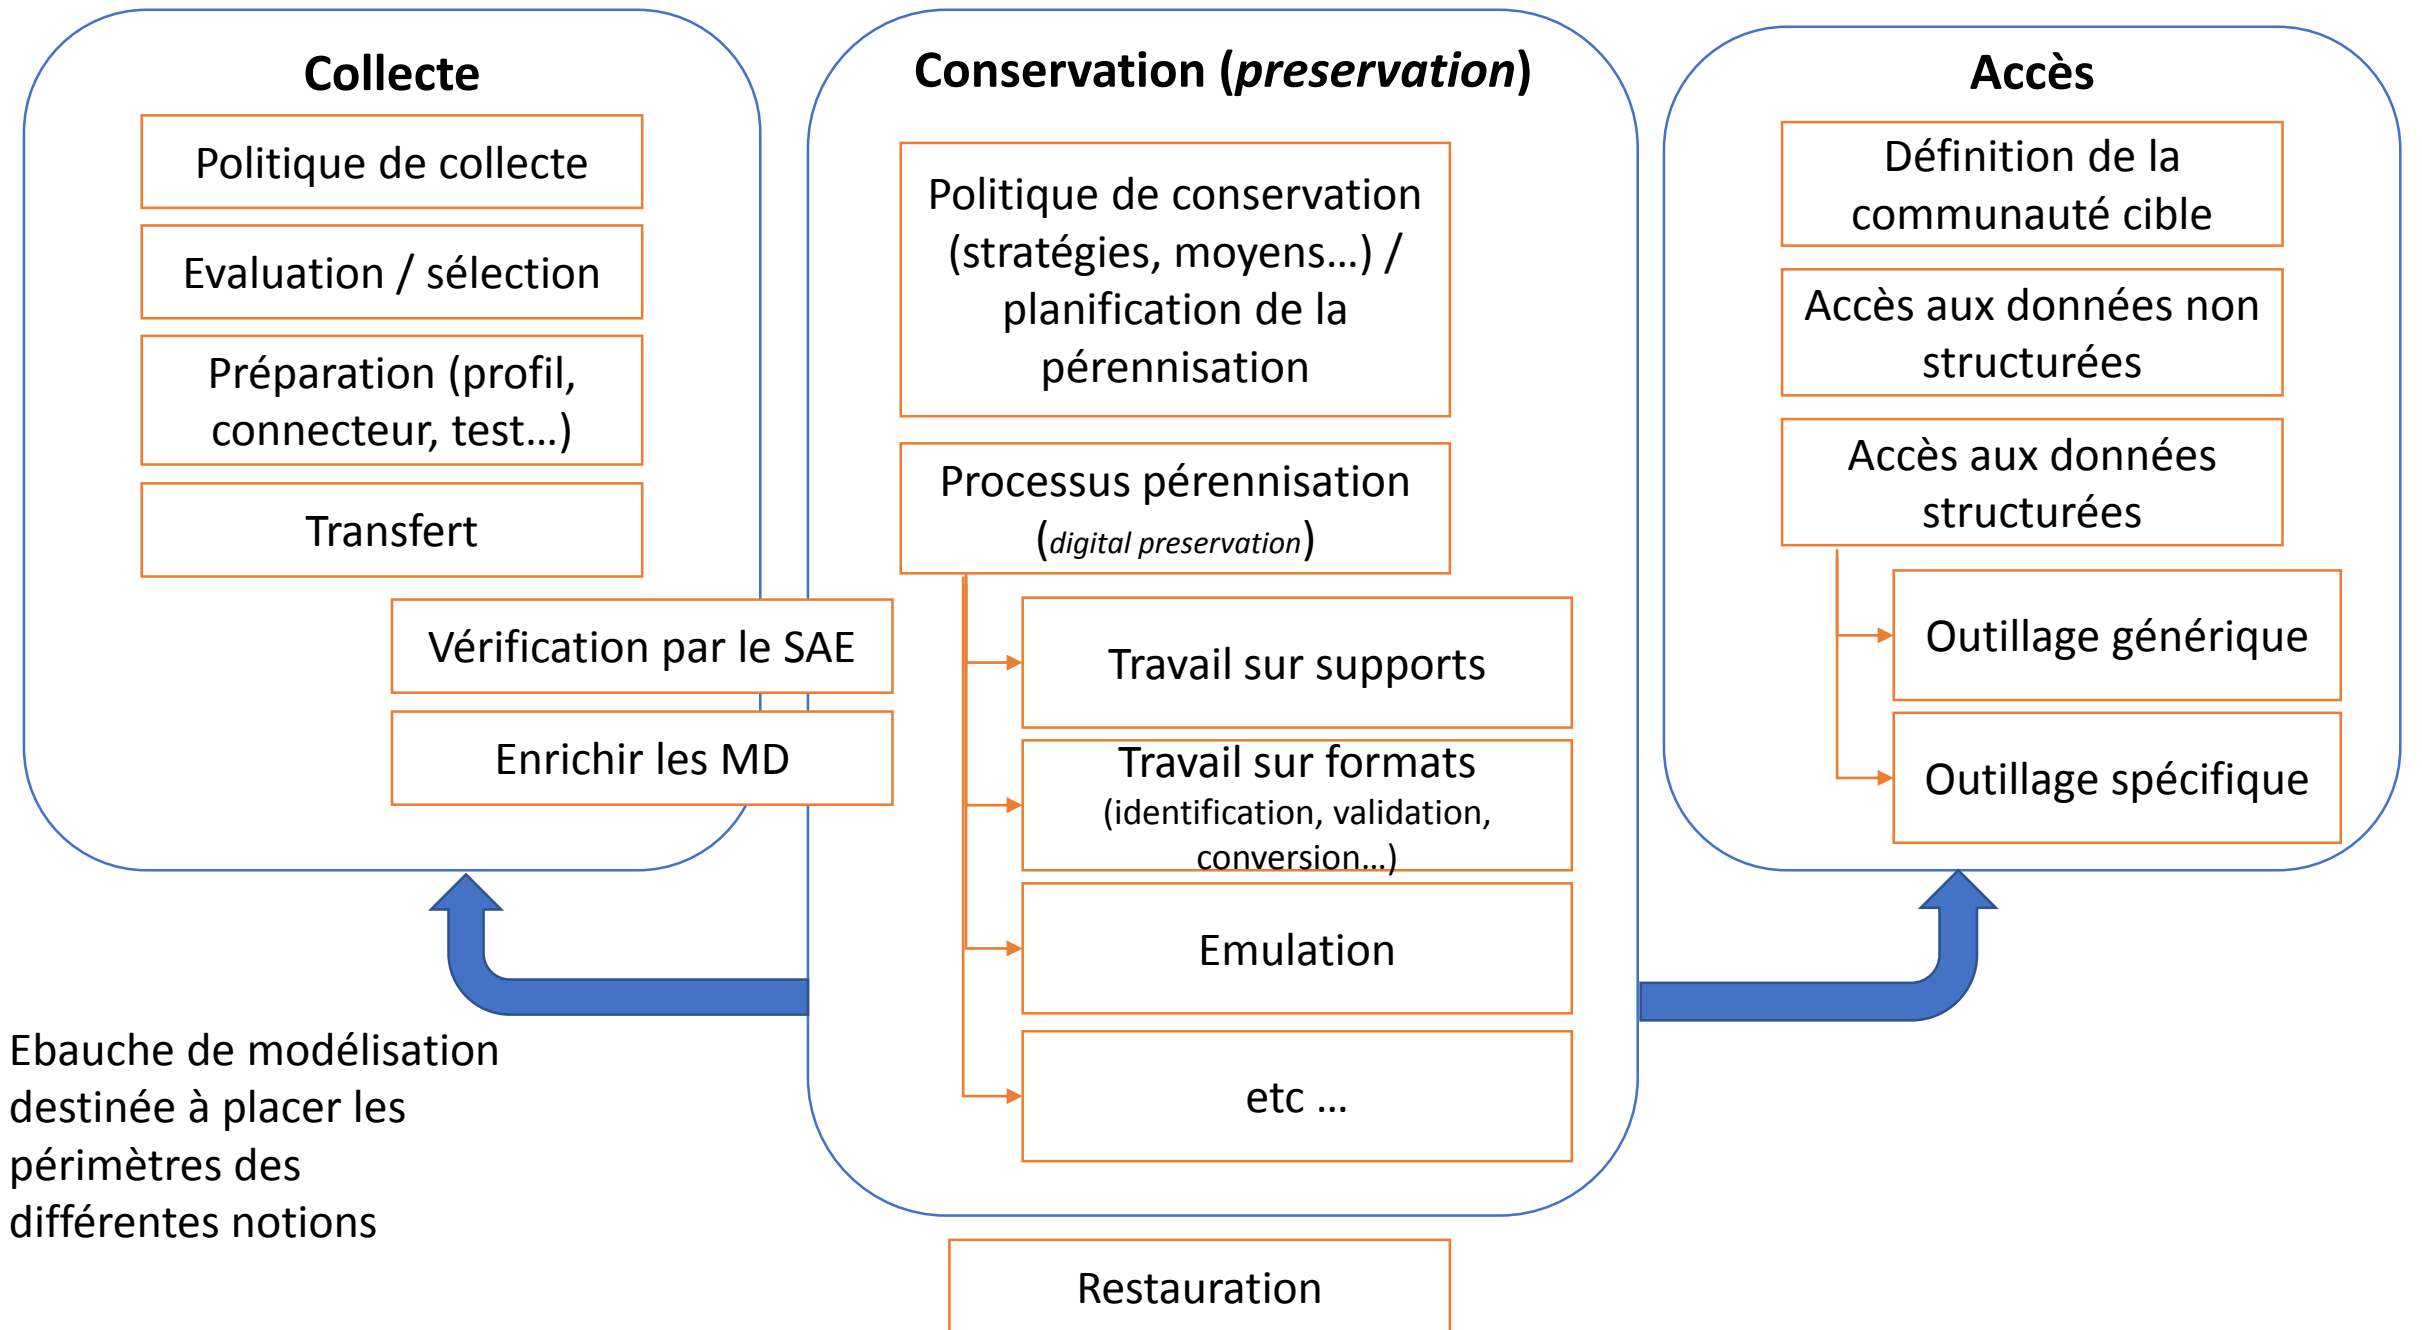 Collecte
Politique de collecte
Evaluation / sélection
Préparation (profil,
connecteur, test…)
Transfert
Vérification par le SAE
Enrichir les MD
Conservation (preservation)
Politique de conservation
(stratégies, moyens…) /
planification de la
pérennisation
Processus pérennisation
(digital preservation)
Travail sur supports
Travail sur formats
(identification, validation,
conversion…)
Emulation
etc …
Accès
Définition de la
communauté cible
Accès aux données non
structurées
Accès aux données
structurées
Outillage générique
Outillage spécifique
Ebauche de modélisation
destinée à placer les
périmètres des
différentes notions
Restauration